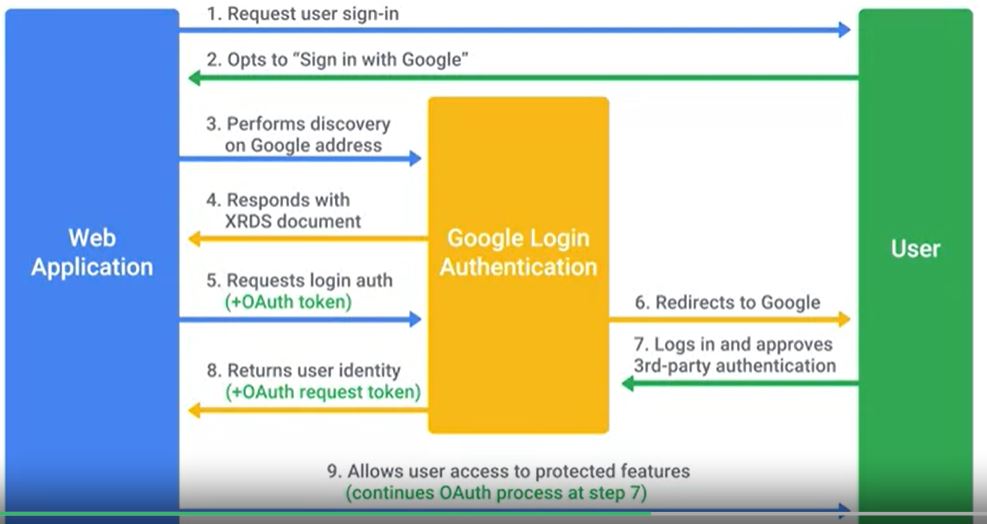 1. Request user sign-in
2. Opts to “Sign in with Google”
3. Performs discovery
on Google address
4. Responds with
XRDS document
Web
Application
Google Login
Authentication
User
5. Requests login auth
(+OAuth token)
6. Redirects to Google
7. Logs in and approves
3rd-party authentication
8. Returns user identity
(+OAuth request token)
9. Allows user access to protected features
(continues OAuth process at step 7)